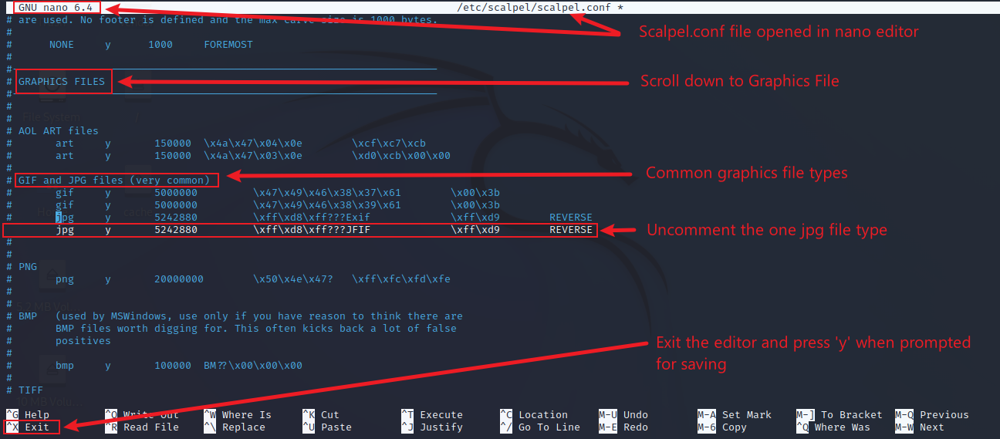 GNU nano 6.4 /etc/scalpel/scalpel.conf *
# are used. No footer is defined and the max carve size is 1000 bytes.
#
# NONE y 1000 FOREMOST
#
#
Scalpel.conf file opened in nano editor
# GRAPHICS FILES
Scroll down to Graphics File
#
#
#
File System
/
# AOL ART files
# art y 150000 \x4a\x47\x04\x0e \xcf\xc7\xcb
# art y 150000 \x4a\x47\x03\x0e \xd0\xcb\x00\x00
#
# GIF and JPG files (very common)
Common graphics file types
# gif y 5000000 \x47\x49\x46\x38\x37\x61 \x00\x3b
# gif y 5000000 \x47\x49\x46\x38\x39\x61 \x00\x3b
# jpg y 5242880 \xff\xd8\xff???Exif \xff\xd9 REVERSE
jpg y 5242880 \xff\xd8\xff???JFIF \xff\xd9 REVERSE
Uncomment the one jpg file type
#
#
# PNG
# png y 20000000 \x50\x4e\x47? \xff\xfc\xfd\xfe
#
#
# BMP (used by MSWindows, use only if you have reason to think there are
# BMP files worth digging for. This often kicks back a lot of false
# positives
#
# bmp y 100000 BM??\x00\x00\x00
#
# TIFF
Exit the editor and press 'y' when prompted
for saving
^G Help ^O Write Out ^W Where Is ^K Cut ^T Execute ^C Location M-U Undo M-A Set Mark M-] To Bracket M-Q Previous
^X Exit ^R Read File ^\ Replace ^U Paste ^J Justify ^/ Go To Line M-E Redo M-6 Copy ^Q Where Was M-W Next